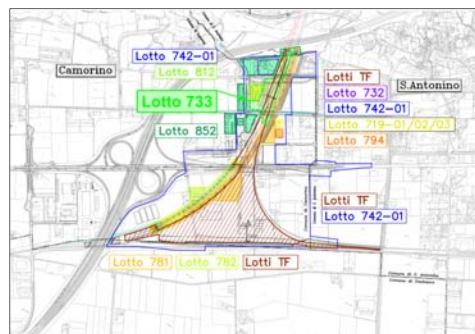 Lotto 742-01
Lotto 812
Camorino
Lotto 733
Lotto 852
Lotti TF
S.Antonino
Lotto 732
Lotto 742-01
Lotto 719-01/02/03
Lotto 794
Lotti TF
Lotto 742-01
Lotto 781
Lotto 782
Lotti TF